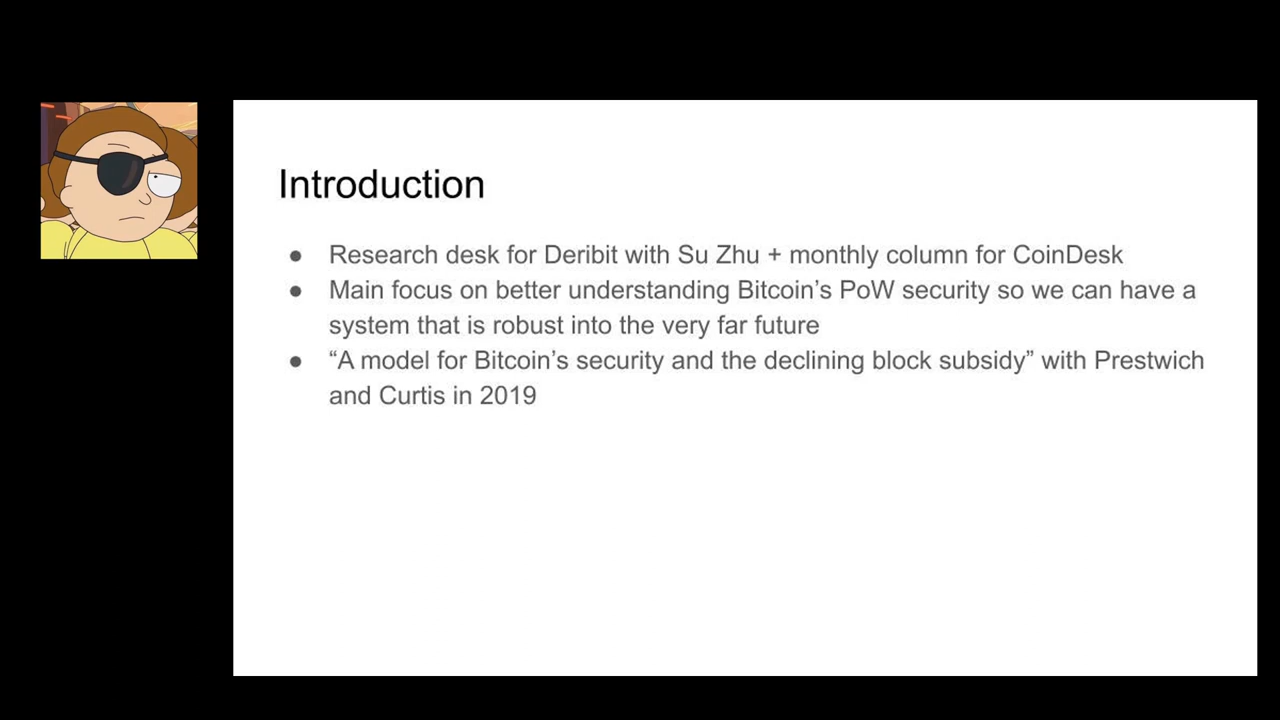 Introduction
● Research desk for Deribit with Su Zhu + monthly column for CoinDesk
● Main focus on better understanding Bitcoin’s PoW security so we can have a
system that is robust into the very far future
● “A model for Bitcoin’s security and the declining block subsidy” with Prestwich
and Curtis in 2019